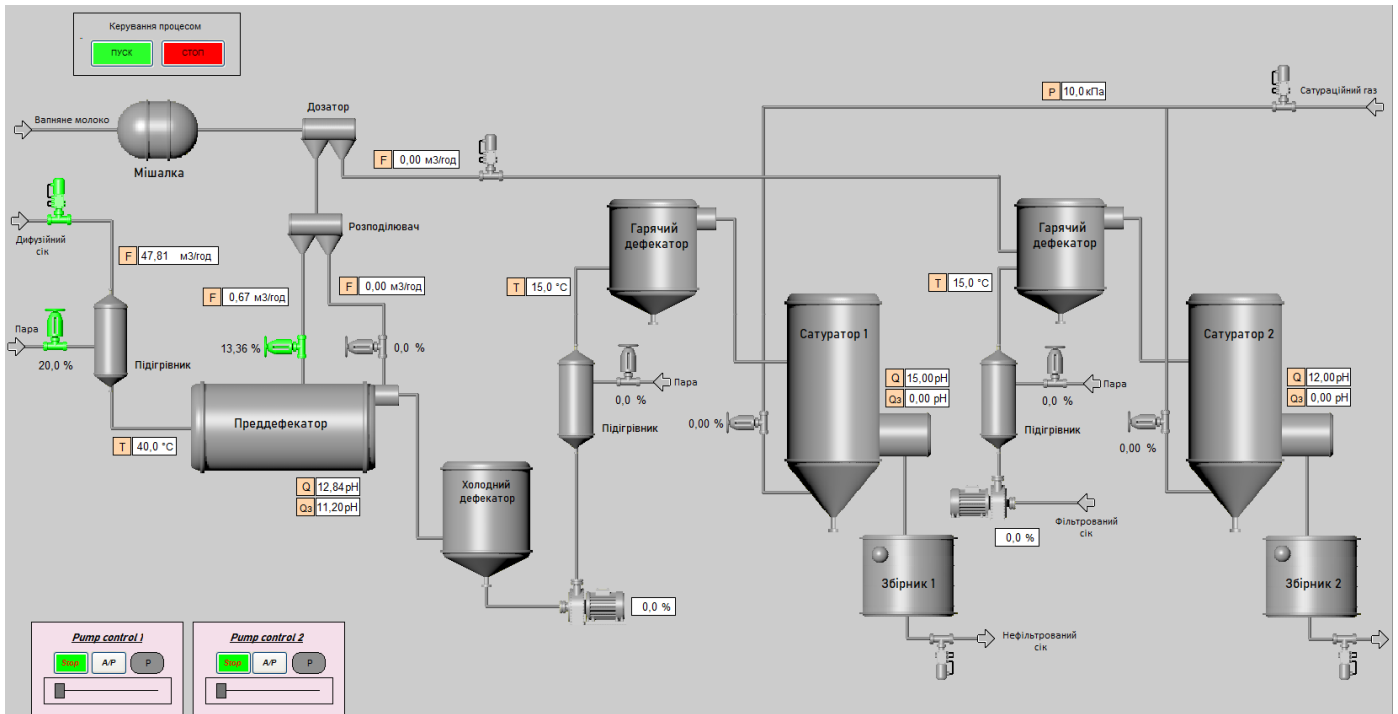 Керування процесом
ПУСК
СТОП
Вапняне молоко
Мішалка
Дозатор
F 0,00 м3/год
P 10,0 кПа
Сатураційний газ
Дифузійний
сік
F 47,81 м3/год
Розподілювач
F 0,67 м3/год
F 0,00 м3/год
Пара
20,0 %
Підігрівник
13,36 %
0,0 %
T 40,0 °C
Преддефекатор
Q 12,84 pH
Qз 11,20 pH
Холодний
дефекатор
T 15,0 °C
Гарячий
дефекатор
Пара
0,0 %
Підігрівник
0,0 %
0,00 %
Сатуратор 1
Q 15,00 pH
Qз 0,00 pH
Збірник 1
Нефільтрований
сік
T 15,0 °C
Гарячий
дефекатор
Пара
0,0 %
Підігрівник
0,0 %
Фільтрований
сік
0,00 %
Сатуратор 2
Q 12,00 pH
Qз 0,00 pH
Збірник 2
Pump control 1
Stop A/P P
Pump control 2
Stop A/P P